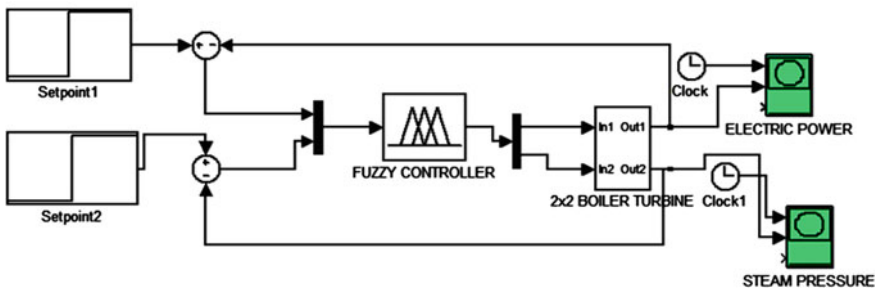 Setpoint1
Clock
ELECTRIC POWER
FUZZY CONTROLLER
In1 Out1
In2 Out2
2x2 BOILER TURBINE
Clock1
Setpoint2
STEAM PRESSURE